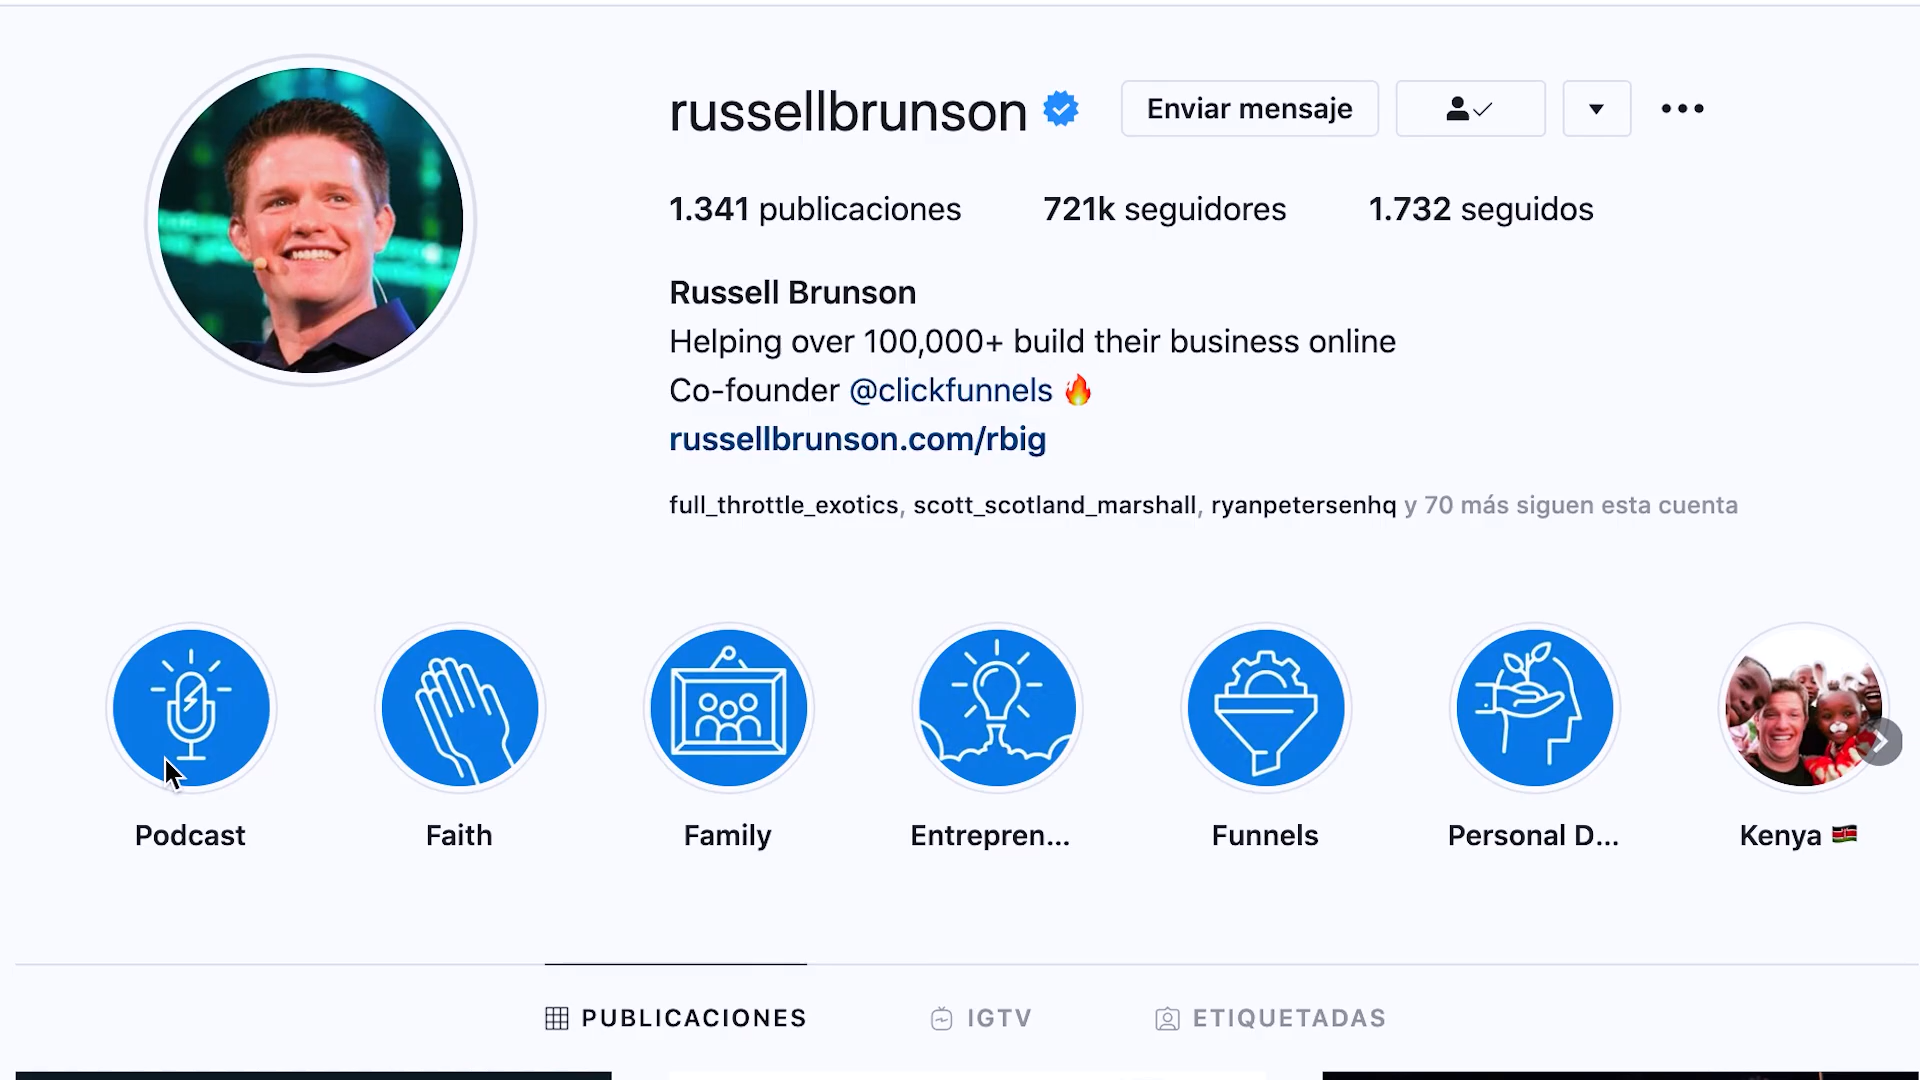 russellbrunson
Enviar mensaje
1.341 publicaciones
721k seguidores
1.732 seguidos
Russell Brunson
Helping over 100,000+ build their business online
Co-founder @clickfunnels 🔥
russellbrunson.com/rbig
full_throttle_exotics, scott_scotland_marshall, ryanpetersenhq y 70 más siguen esta cuenta
Podcast
Faith
Family
Entrepren...
Funnels
Personal D...
Kenya 🇰🇪
PUBLICACIONES
IGTV
ETIQUETADAS